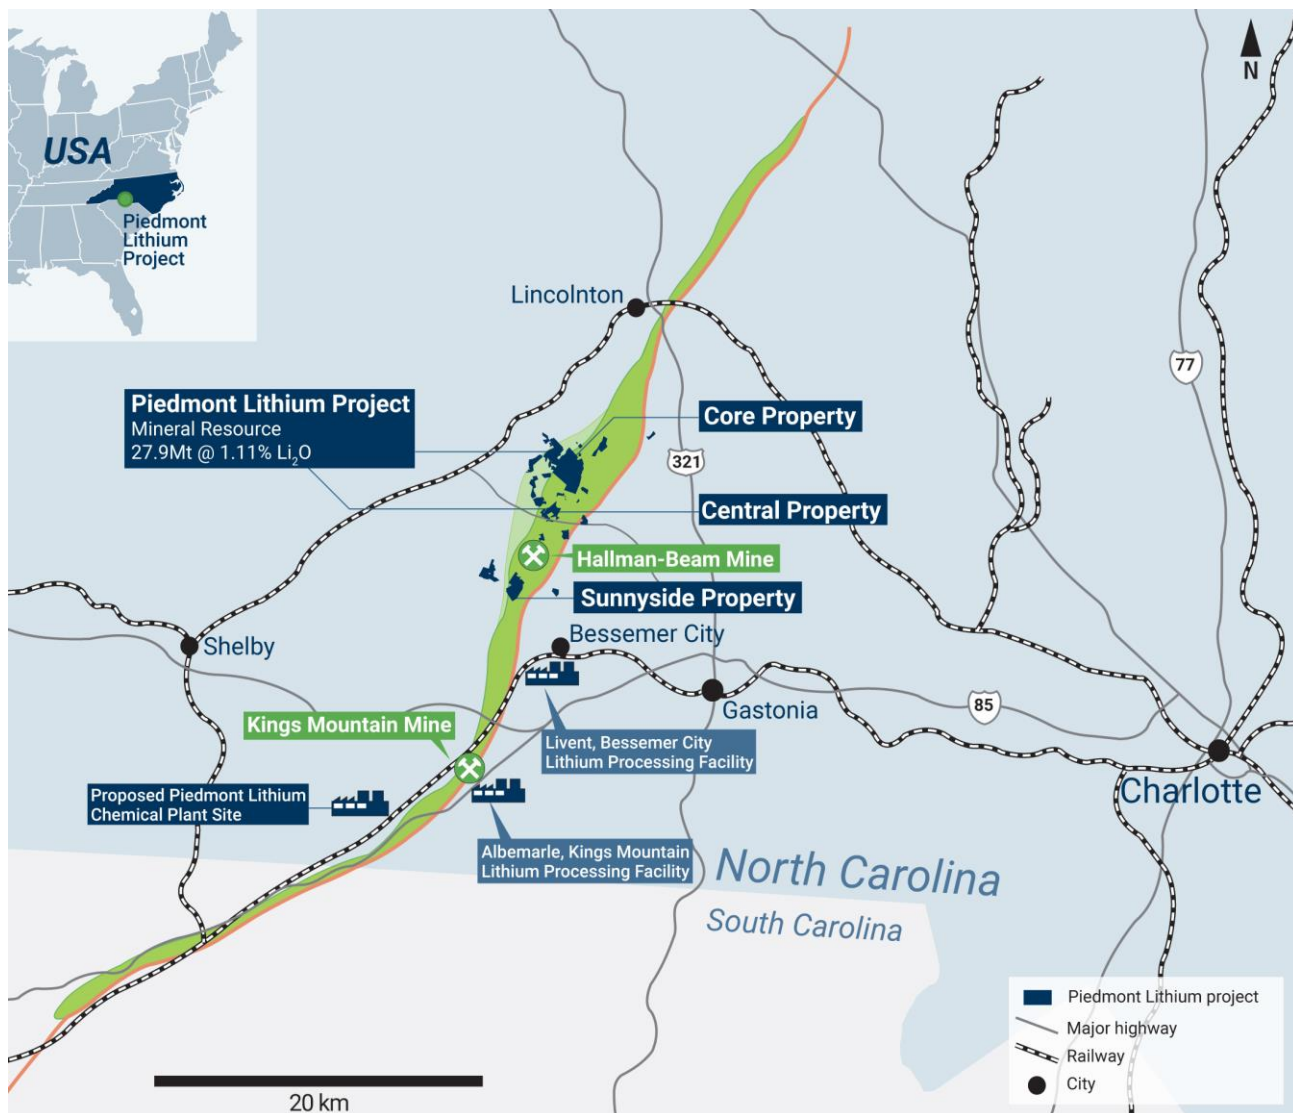 N
USA
Piedmont
Lithium
Project
Lincolnton
77
Piedmont Lithium Project
Mineral Resource
27.9Mt @ 1.11% Li₂O
Core Property
321
Central Property
Hallman-Beam Mine
Sunnyside Property
Bessemer City
Shelby
Kings Mountain Mine
Gastonia
85
Livent, Bessemer City
Lithium Processing Facility
Proposed Piedmont Lithium
Chemical Plant Site
Charlotte
Albemarle, Kings Mountain
Lithium Processing Facility
North Carolina
South Carolina
Piedmont Lithium project
Major highway
Railway
City
20 km